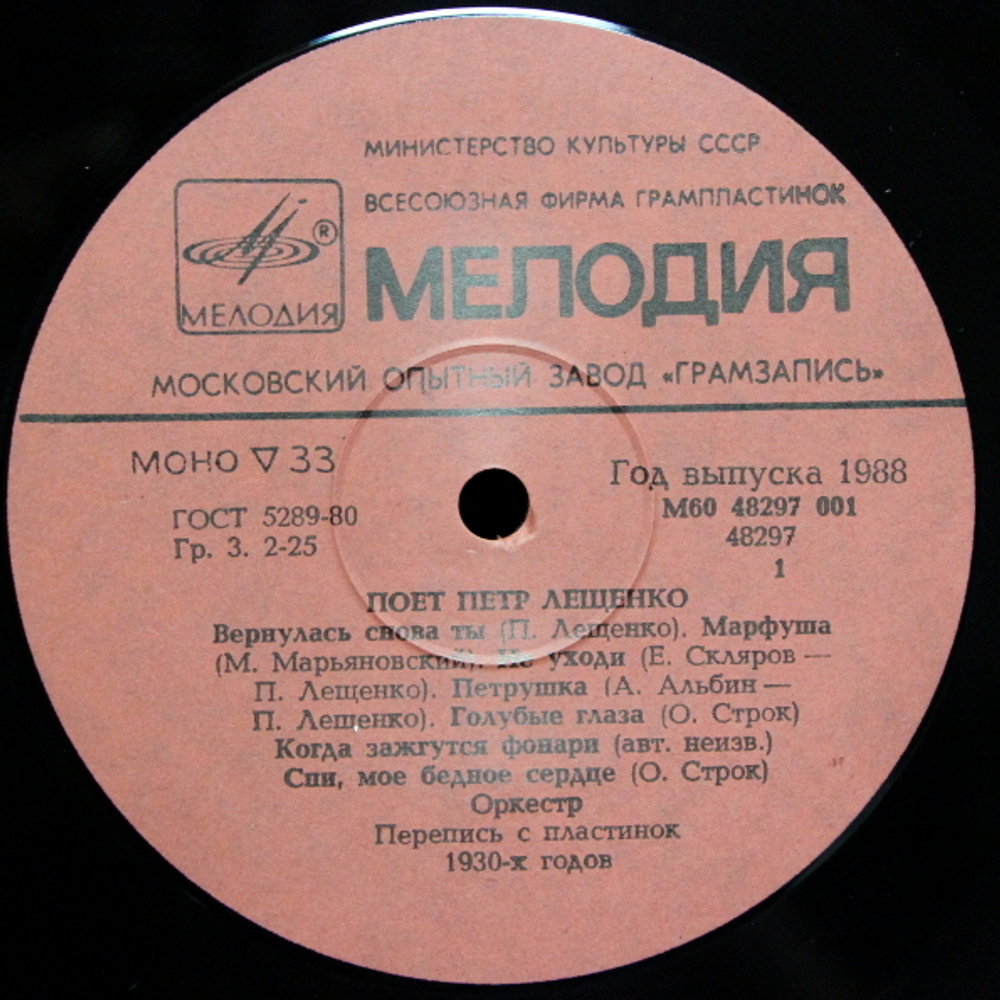 МИНИСТЕРСТВО КУЛЬТУРЫ СССР
ВСЕСОЮЗНАЯ ФИРМА ГРАМПЛАСТИНОК
®
МЕЛОДИЯ
МЕЛОДИЯ
МОСКОВСКИЙ ОПЫТНЫЙ ЗАВОД «ГРАМЗАПИСЬ»
МОНО ▽ 33
ГОСТ 5289-80
Гр. 3. 2-25
Год выпуска 1988
М60 48297 001
48297
1
ПОЕТ ПЕТР ЛЕЩЕНКО
Вернулась снова ты (П. Лещенко). Марфуша
(М. Марьяновский). Не уходи (Е. Скляров —
П. Лещенко). Петрушка (А. Альбин —
П. Лещенко). Голубые глаза (О. Строк)
Когда зажгутся фонари (авт. неизв.)
Спи, мое бедное сердце (О. Строк)
Оркестр
Перепись с пластинок
1930-х годов